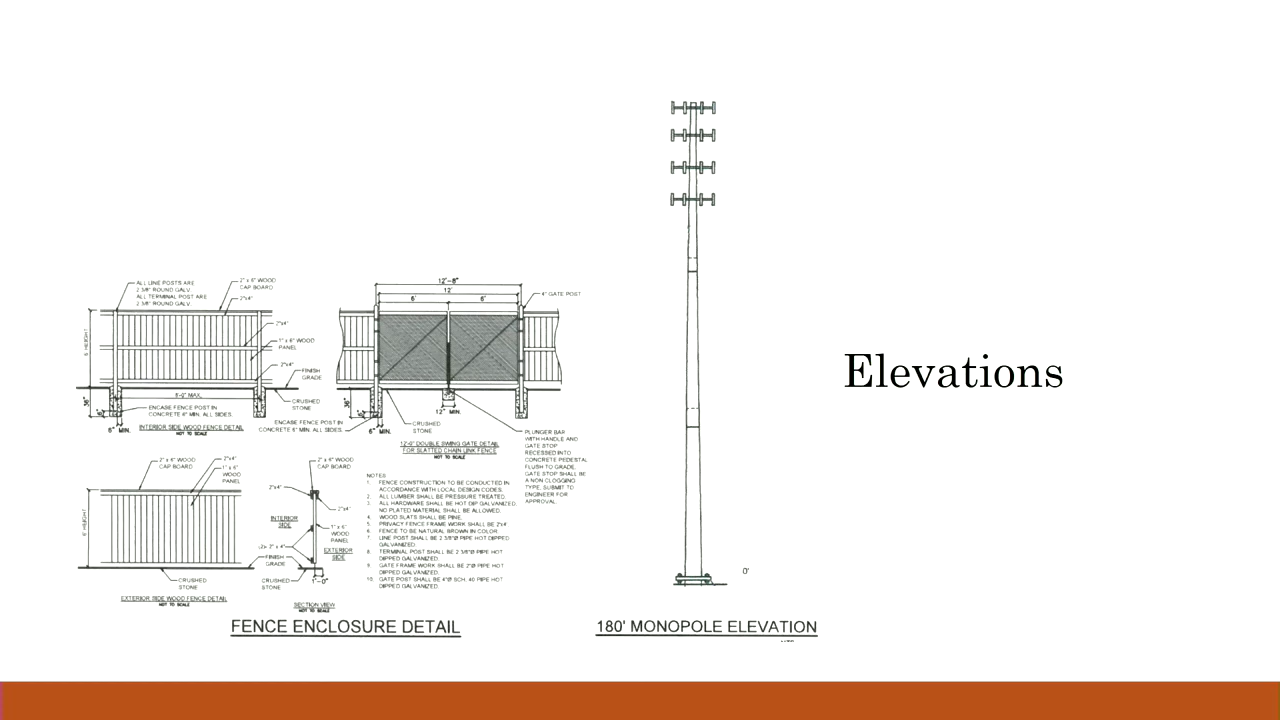 ALL LINE POSTS ARE
2 3/8" ROUND GALV.
ALL TERMINAL POST ARE
2 3/8" ROUND GALV.
2" x 6" WOOD
CAP BOARD
2"x4"
2"x4"
1" x 6" WOOD
PANEL
2"x4"
FINISH
GRADE
CRUSHED
STONE
HEIGHT
36"
8'-0" MAX.
ENCASE FENCE POST IN
CONCRETE 6" MIN. ALL SIDES.
6" MIN.
INTERIOR SIDE WOOD FENCE DETAIL
NOT TO SCALE
12'-8"
12'
6'
6'
4" GATE POST
36"
12" MIN.
ENCASE FENCE POST IN
CONCRETE 6" MIN. ALL SIDES.
6" MIN.
CRUSHED
STONE
12'-0" DOUBLE SWING GATE DETAIL
FOR SLATTED CHAIN LINK FENCE
NOT TO SCALE
PLUNGER BAR
WITH HANDLE AND
GATE STOP
RECESSED INTO
CONCRETE PEDESTAL
FLUSH TO GRADE.
GATE STOP SHALL BE
A NON CLOGGING
TYPE. SUBMIT TO
ENGINEER FOR
APPROVAL.
2" x 6" WOOD
CAP BOARD
2"x4"
1" x 6"
WOOD
PANEL
HEIGHT
CRUSHED
STONE
FINISH
GRADE
EXTERIOR SIDE WOOD FENCE DETAIL
NOT TO SCALE
2" x 6" WOOD
CAP BOARD
2"x4"
2"x4"
INTERIOR
SIDE
1" x 6"
WOOD
PANEL
EXTERIOR
SIDE
(2) 2" x 4"
CRUSHED
STONE
1'-0"
SECTION VIEW
NOT TO SCALE
NOTES
1. FENCE CONSTRUCTION TO BE CONDUCTED IN
ACCORDANCE WITH LOCAL DESIGN CODES.
2. ALL LUMBER SHALL BE PRESSURE TREATED.
3. ALL HARDWARE SHALL BE HOT DIP GALVANIZED.
NO PLATED MATERIAL SHALL BE ALLOWED.
4. WOOD SLATS SHALL BE PINE.
5. PRIVACY FENCE FRAME WORK SHALL BE 2"x4"
6. FENCE TO BE NATURAL BROWN IN COLOR
7. LINE POST SHALL BE 2 3/8"Ø PIPE HOT DIPPED
GALVANIZED.
8. TERMINAL POST SHALL BE 2 3/8"Ø PIPE HOT
DIPPED GALVANIZED.
9. GATE FRAME WORK SHALL BE 2"Ø PIPE HOT
DIPPED GALVANIZED.
10. GATE POST SHALL BE 4"Ø SCH. 40 PIPE HOT
DIPPED GALVANIZED.
FENCE ENCLOSURE DETAIL
0'
180' MONOPOLE ELEVATION
Elevations